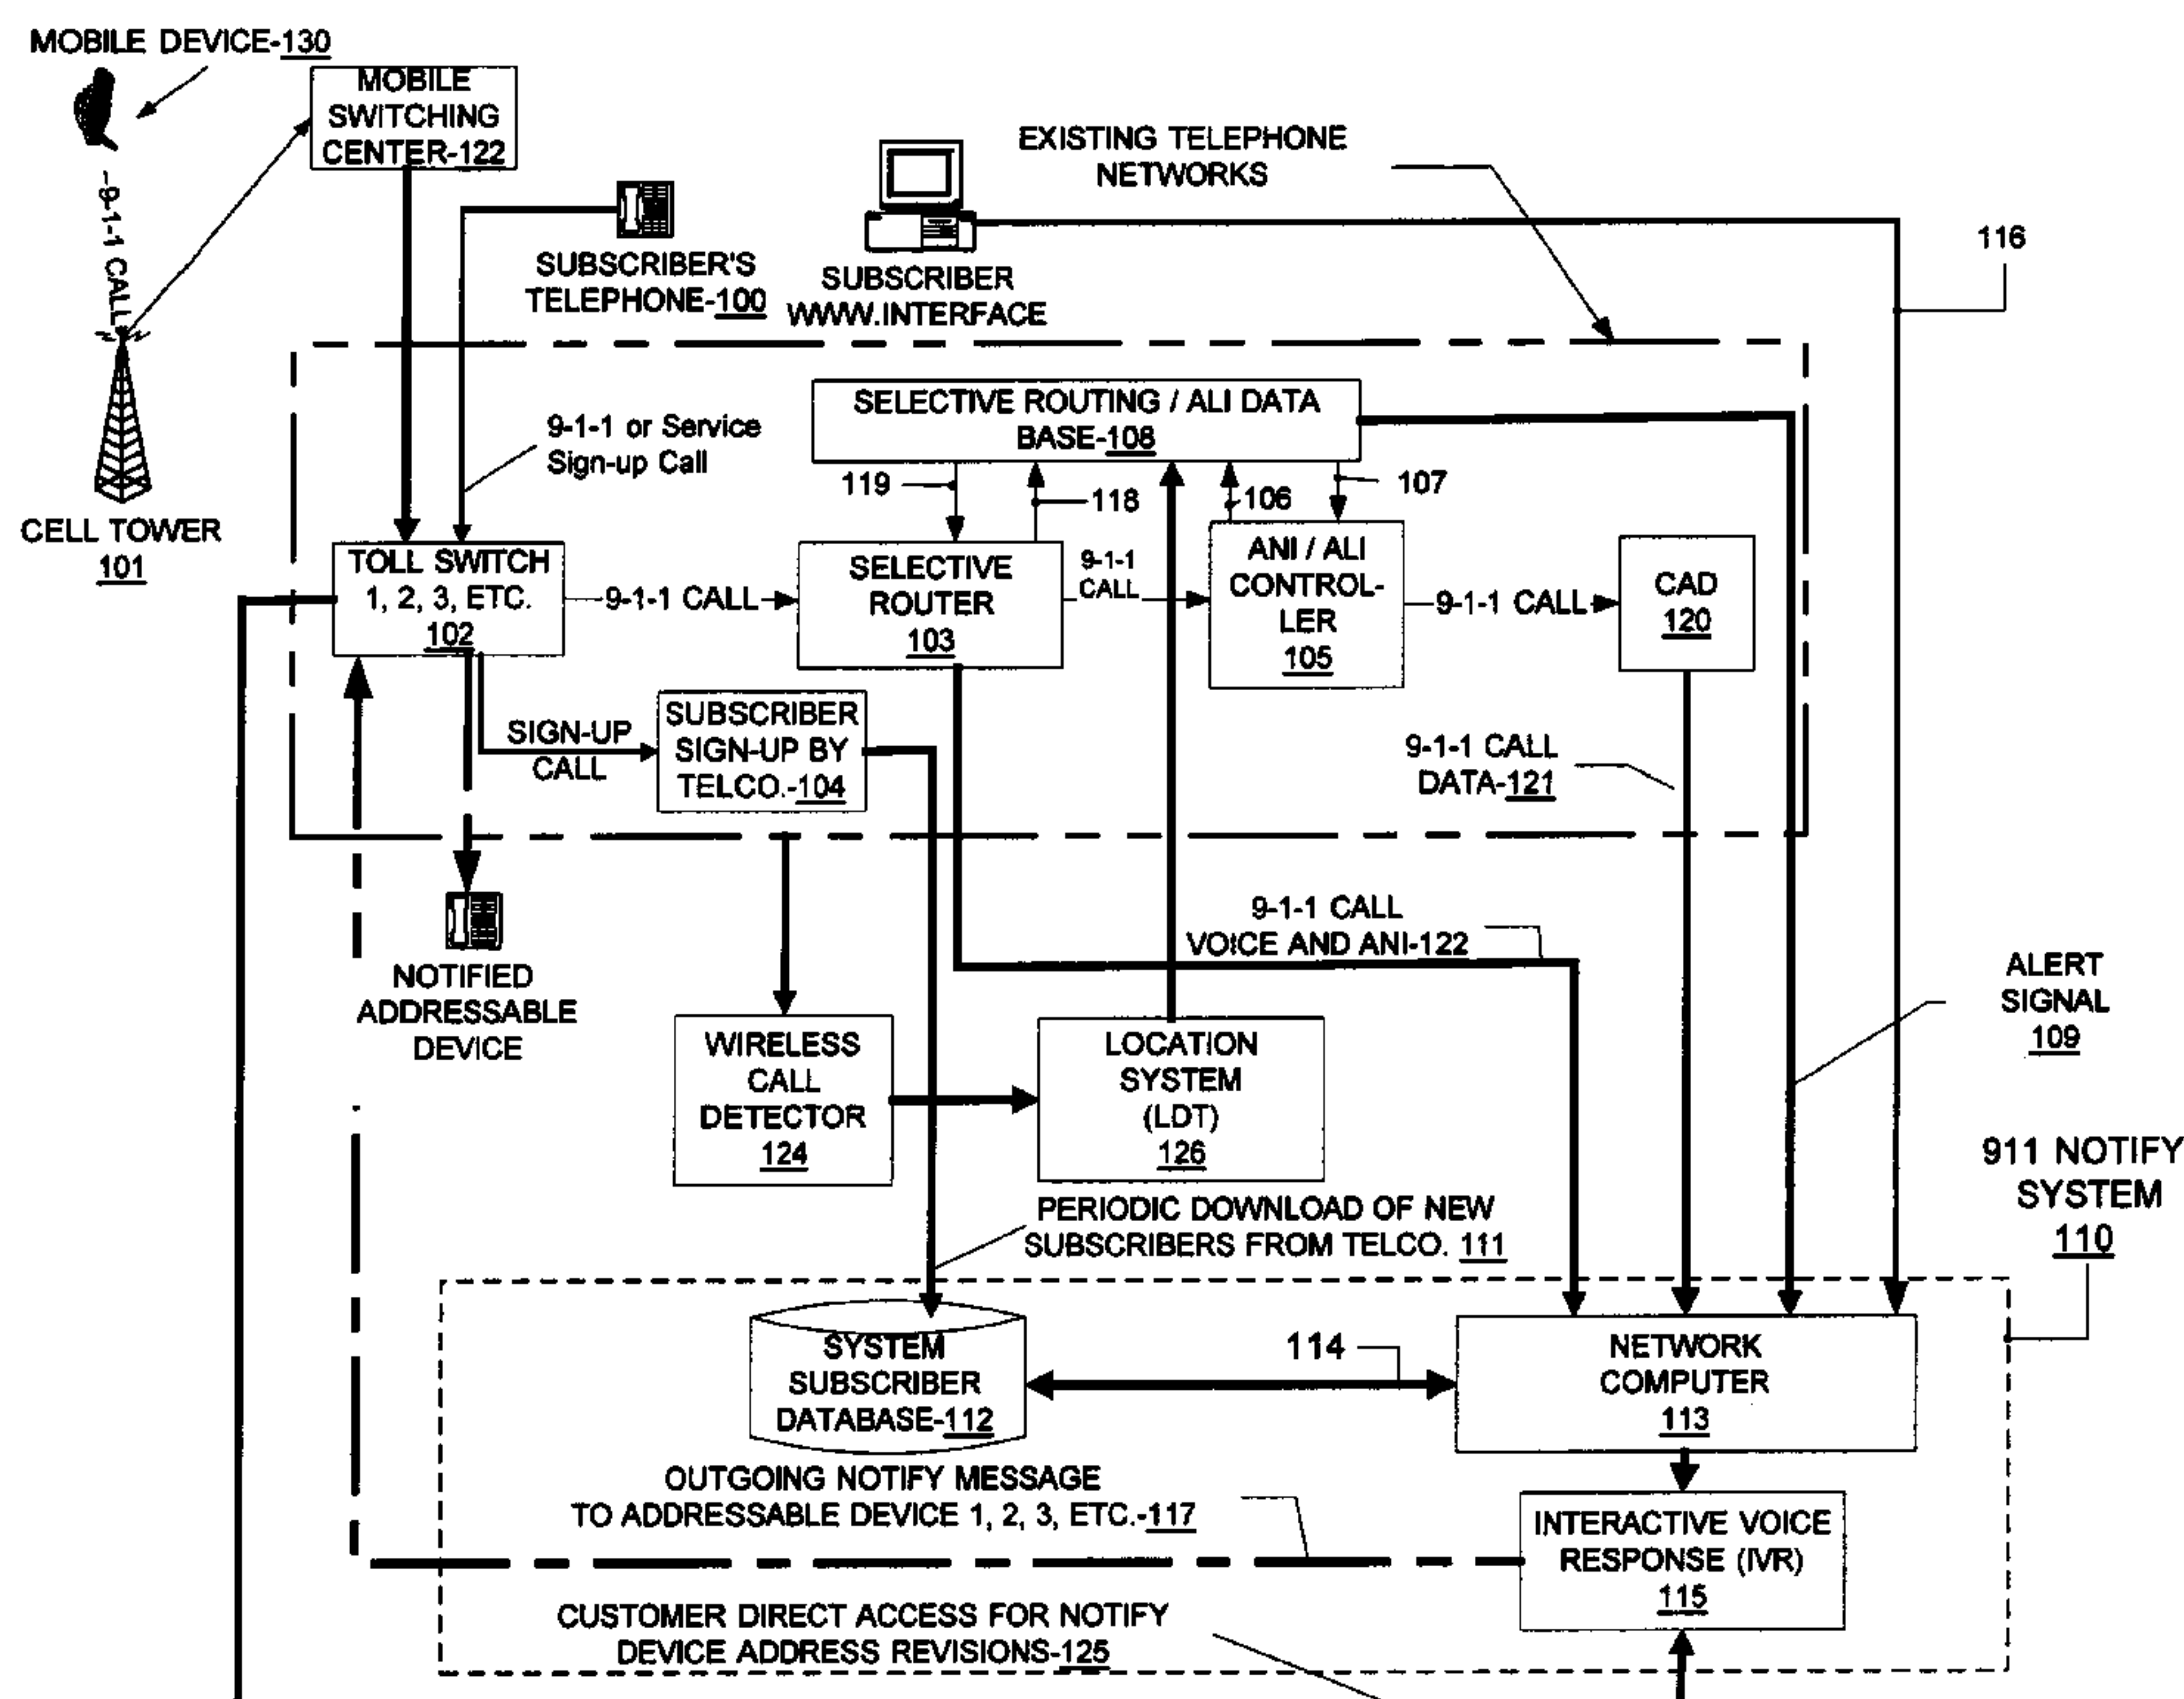 MOBILE DEVICE-130
MOBILE
SWITCHING
CENTER-122
-9-1-1 CALL
EXISTING TELEPHONE
NETWORKS
116
SUBSCRIBER'S
TELEPHONE-100
SUBSCRIBER
WWW.INTERFACE
CELL TOWER
101
9-1-1 or Service
Sign-up Call
SELECTIVE ROUTING / ALI DATA
BASE-108
119
118
106
107
TOLL SWITCH
1, 2, 3, ETC.
102
9-1-1 CALL
SELECTIVE
ROUTER
103
9-1-1
CALL
ANI / ALI
CONTROL-
LER
105
9-1-1 CALL
CAD
120
SIGN-UP
CALL
SUBSCRIBER
SIGN-UP BY
TELCO.-104
9-1-1 CALL
DATA-121
NOTIFIED
ADDRESSABLE
DEVICE
9-1-1 CALL
VOICE AND ANI-122
ALERT
SIGNAL
109
WIRELESS
CALL
DETECTOR
124
LOCATION
SYSTEM
(LDT)
126
911 NOTIFY
SYSTEM
110
PERIODIC DOWNLOAD OF NEW
SUBSCRIBERS FROM TELCO. 111
SYSTEM
SUBSCRIBER
DATABASE-112
114
NETWORK
COMPUTER
113
OUTGOING NOTIFY MESSAGE
TO ADDRESSABLE DEVICE 1, 2, 3, ETC.-117
INTERACTIVE VOICE
RESPONSE (IVR)
115
CUSTOMER DIRECT ACCESS FOR NOTIFY
DEVICE ADDRESS REVISIONS-125